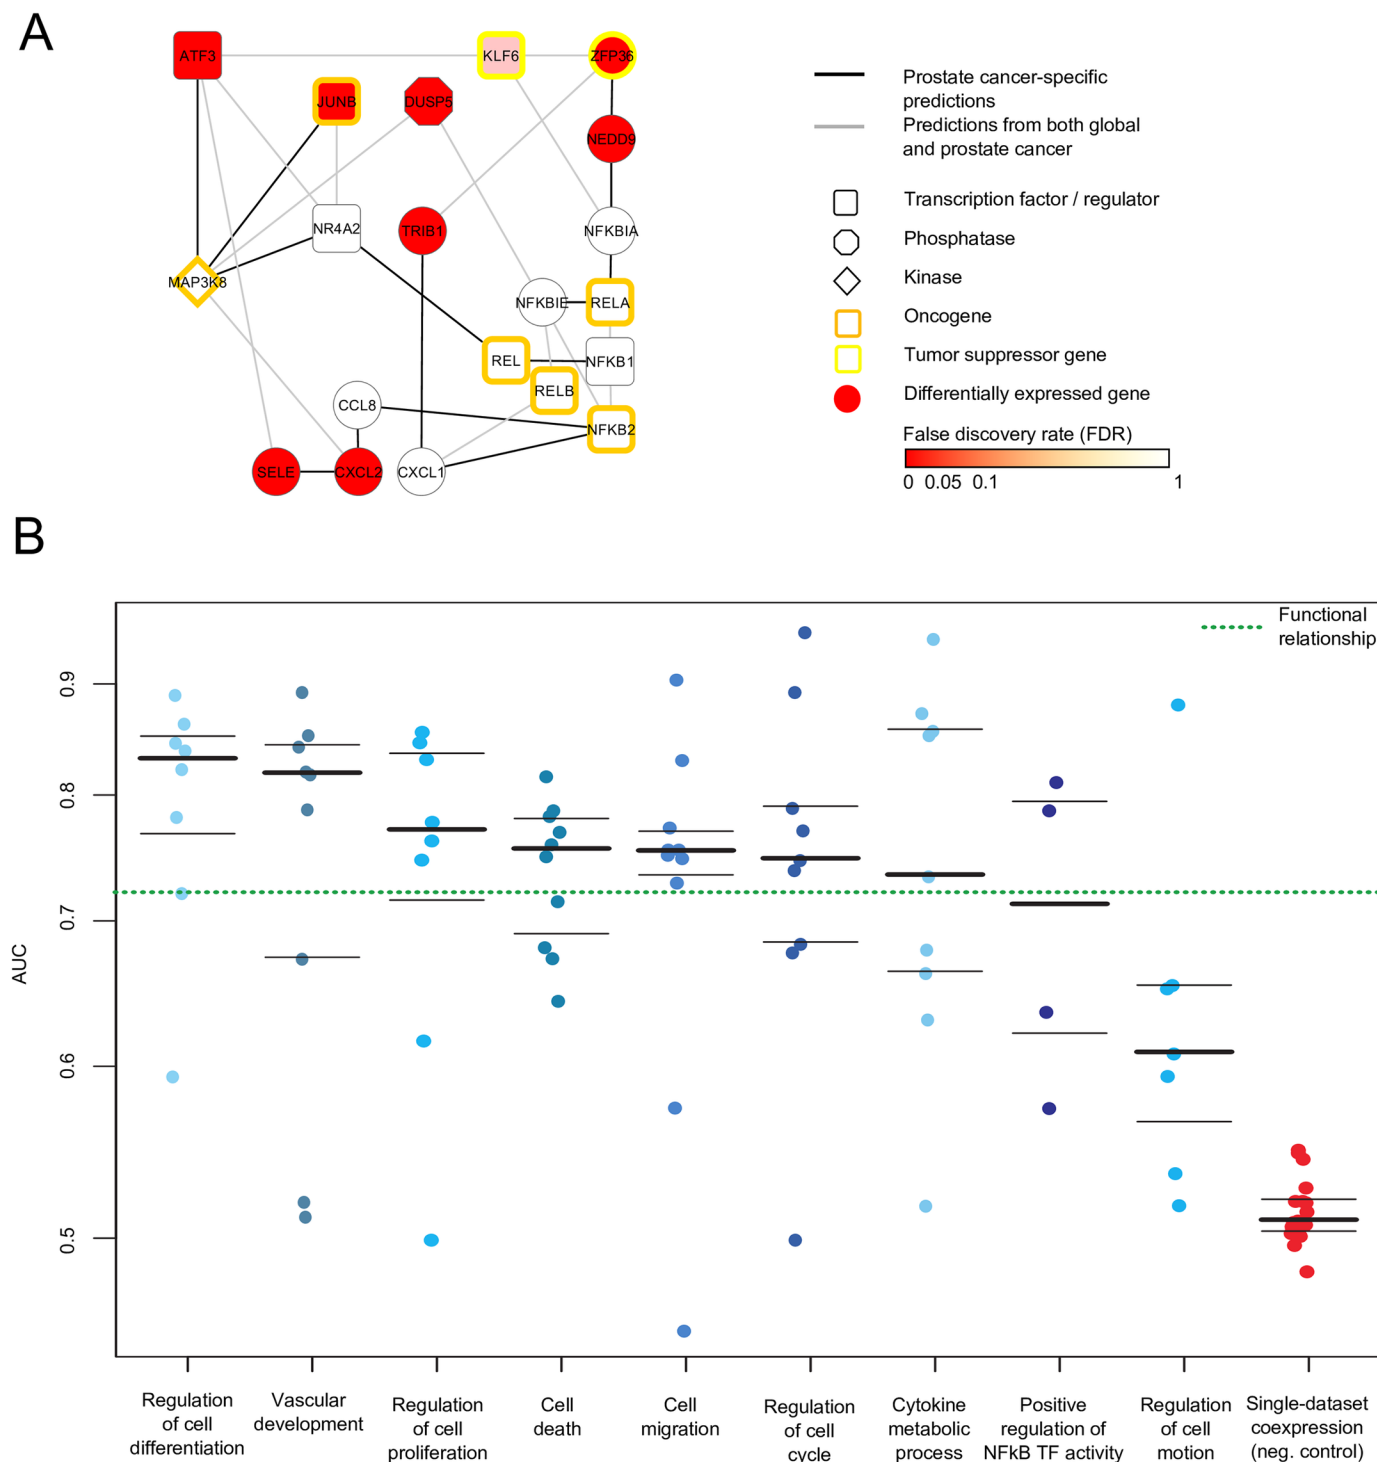 A
ATF3
KLF6
ZFP36
JUNB
DUSP5
NEDD9
NR4A2
TRIB1
NFKBIA
MAP3K8
NFKBIE
RELA
REL
NFKB1
RELB
CCL8
NFKB2
SELE
CXCL2
CXCL1
Prostate cancer-specific
predictions
Predictions from both global
and prostate cancer
Transcription factor / regulator
Phosphatase
Kinase
Oncogene
Tumor suppressor gene
Differentially expressed gene
False discovery rate (FDR)
0 0.05 0.1 1
B
Functional
relationship
0.9
0.8
0.7
0.6
0.5
AUC
Regulation
of cell
differentiation
Vascular
development
Regulation
of cell
proliferation
Cell
death
Cell
migration
Regulation
of cell
cycle
Cytokine
metabolic
process
Positive
regulation of
NFkB TF activity
Regulation
of cell
motion
Single-dataset
coexpression
(neg. control)